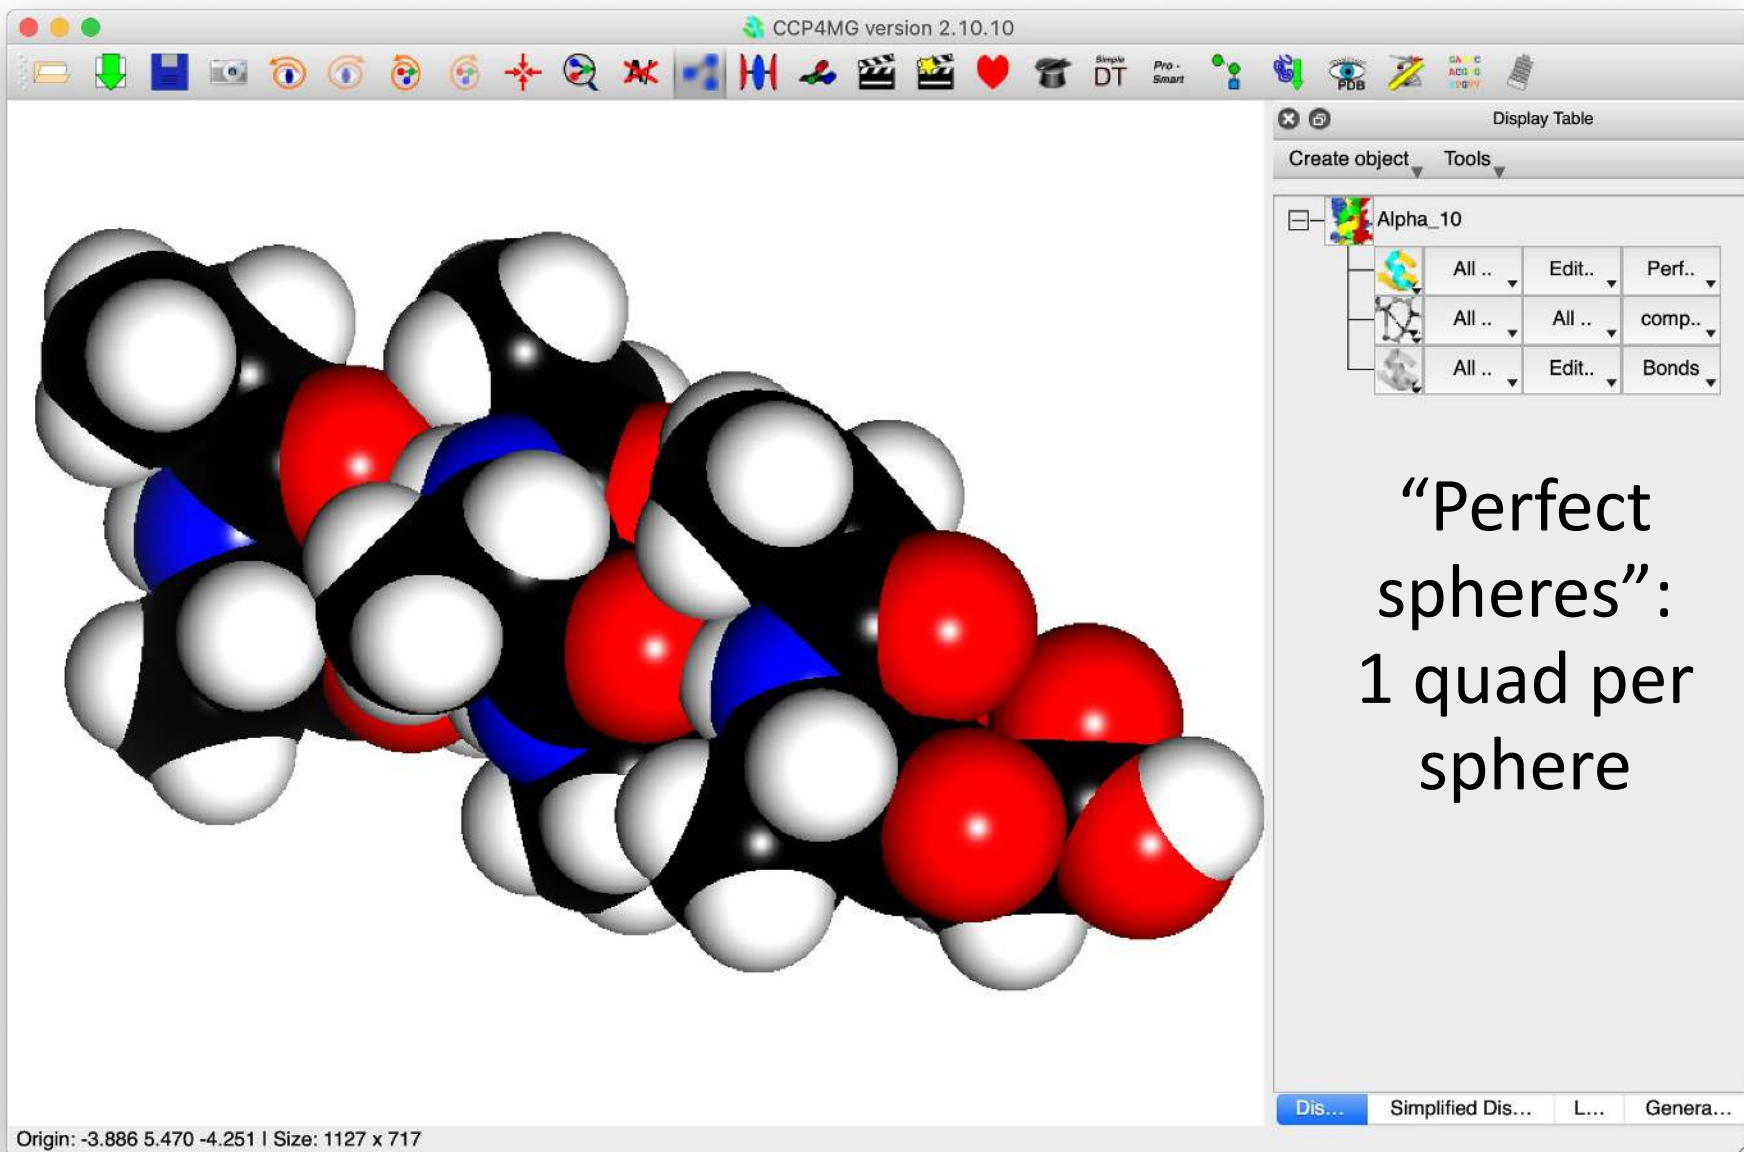 CCP4MG version 2.10.10
Simple
DT
Pro -
Smart
PDB
Display Table
Create object Tools
Alpha_10
All .. Edit.. Perf..
All .. All .. comp..
All .. Edit.. Bonds
“Perfect
spheres”:
1 quad per
sphere
Dis... Simplified Dis... L... Genera...
Origin: -3.886 5.470 -4.251 | Size: 1127 x 717